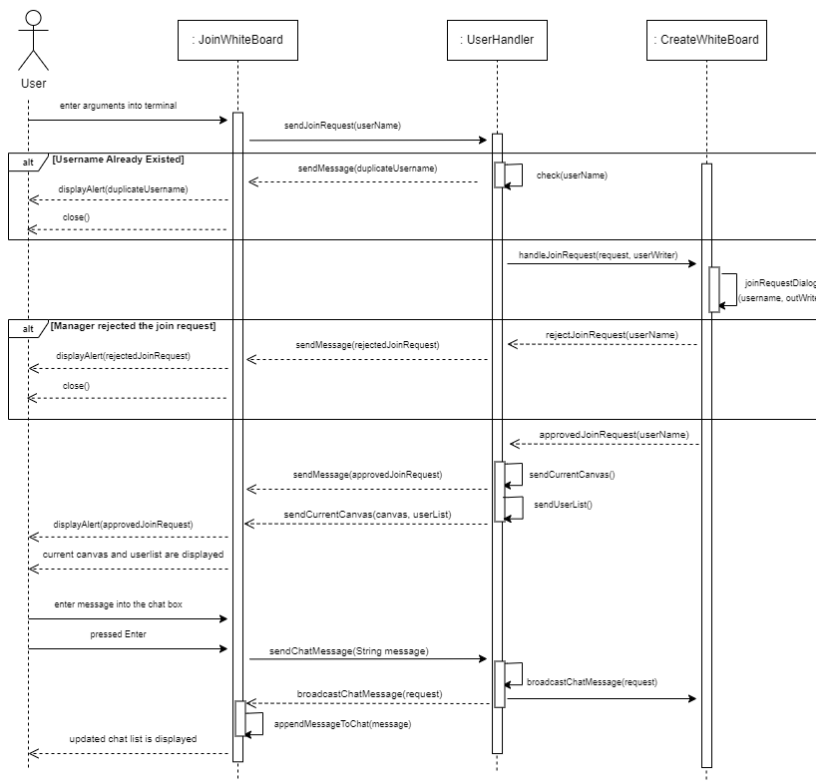 : JoinWhiteBoard
: UserHandler
: CreateWhiteBoard
User
enter arguments into terminal
sendJoinRequest(userName)
alt
[Username Already Existed]
sendMessage(duplicateUsername)
check(userName)
displayAlert(duplicateUsername)
close()
handleJoinRequest(request, userWriter)
joinRequestDialog
(username, outWrite
alt
[Manager rejected the join request]
rejectJoinRequest(userName)
sendMessage(rejectedJoinRequest)
displayAlert(rejectedJoinRequest)
close()
approvedJoinRequest(userName)
sendMessage(approvedJoinRequest)
sendCurrentCanvas()
sendUserList()
sendCurrentCanvas(canvas, userList)
displayAlert(approvedJoinRequest)
current canvas and userlist are displayed
enter message into the chat box
pressed Enter
sendChatMessage(String message)
broadcastChatMessage(request)
broadcastChatMessage(request)
appendMessageToChat(message)
updated chat list is displayed